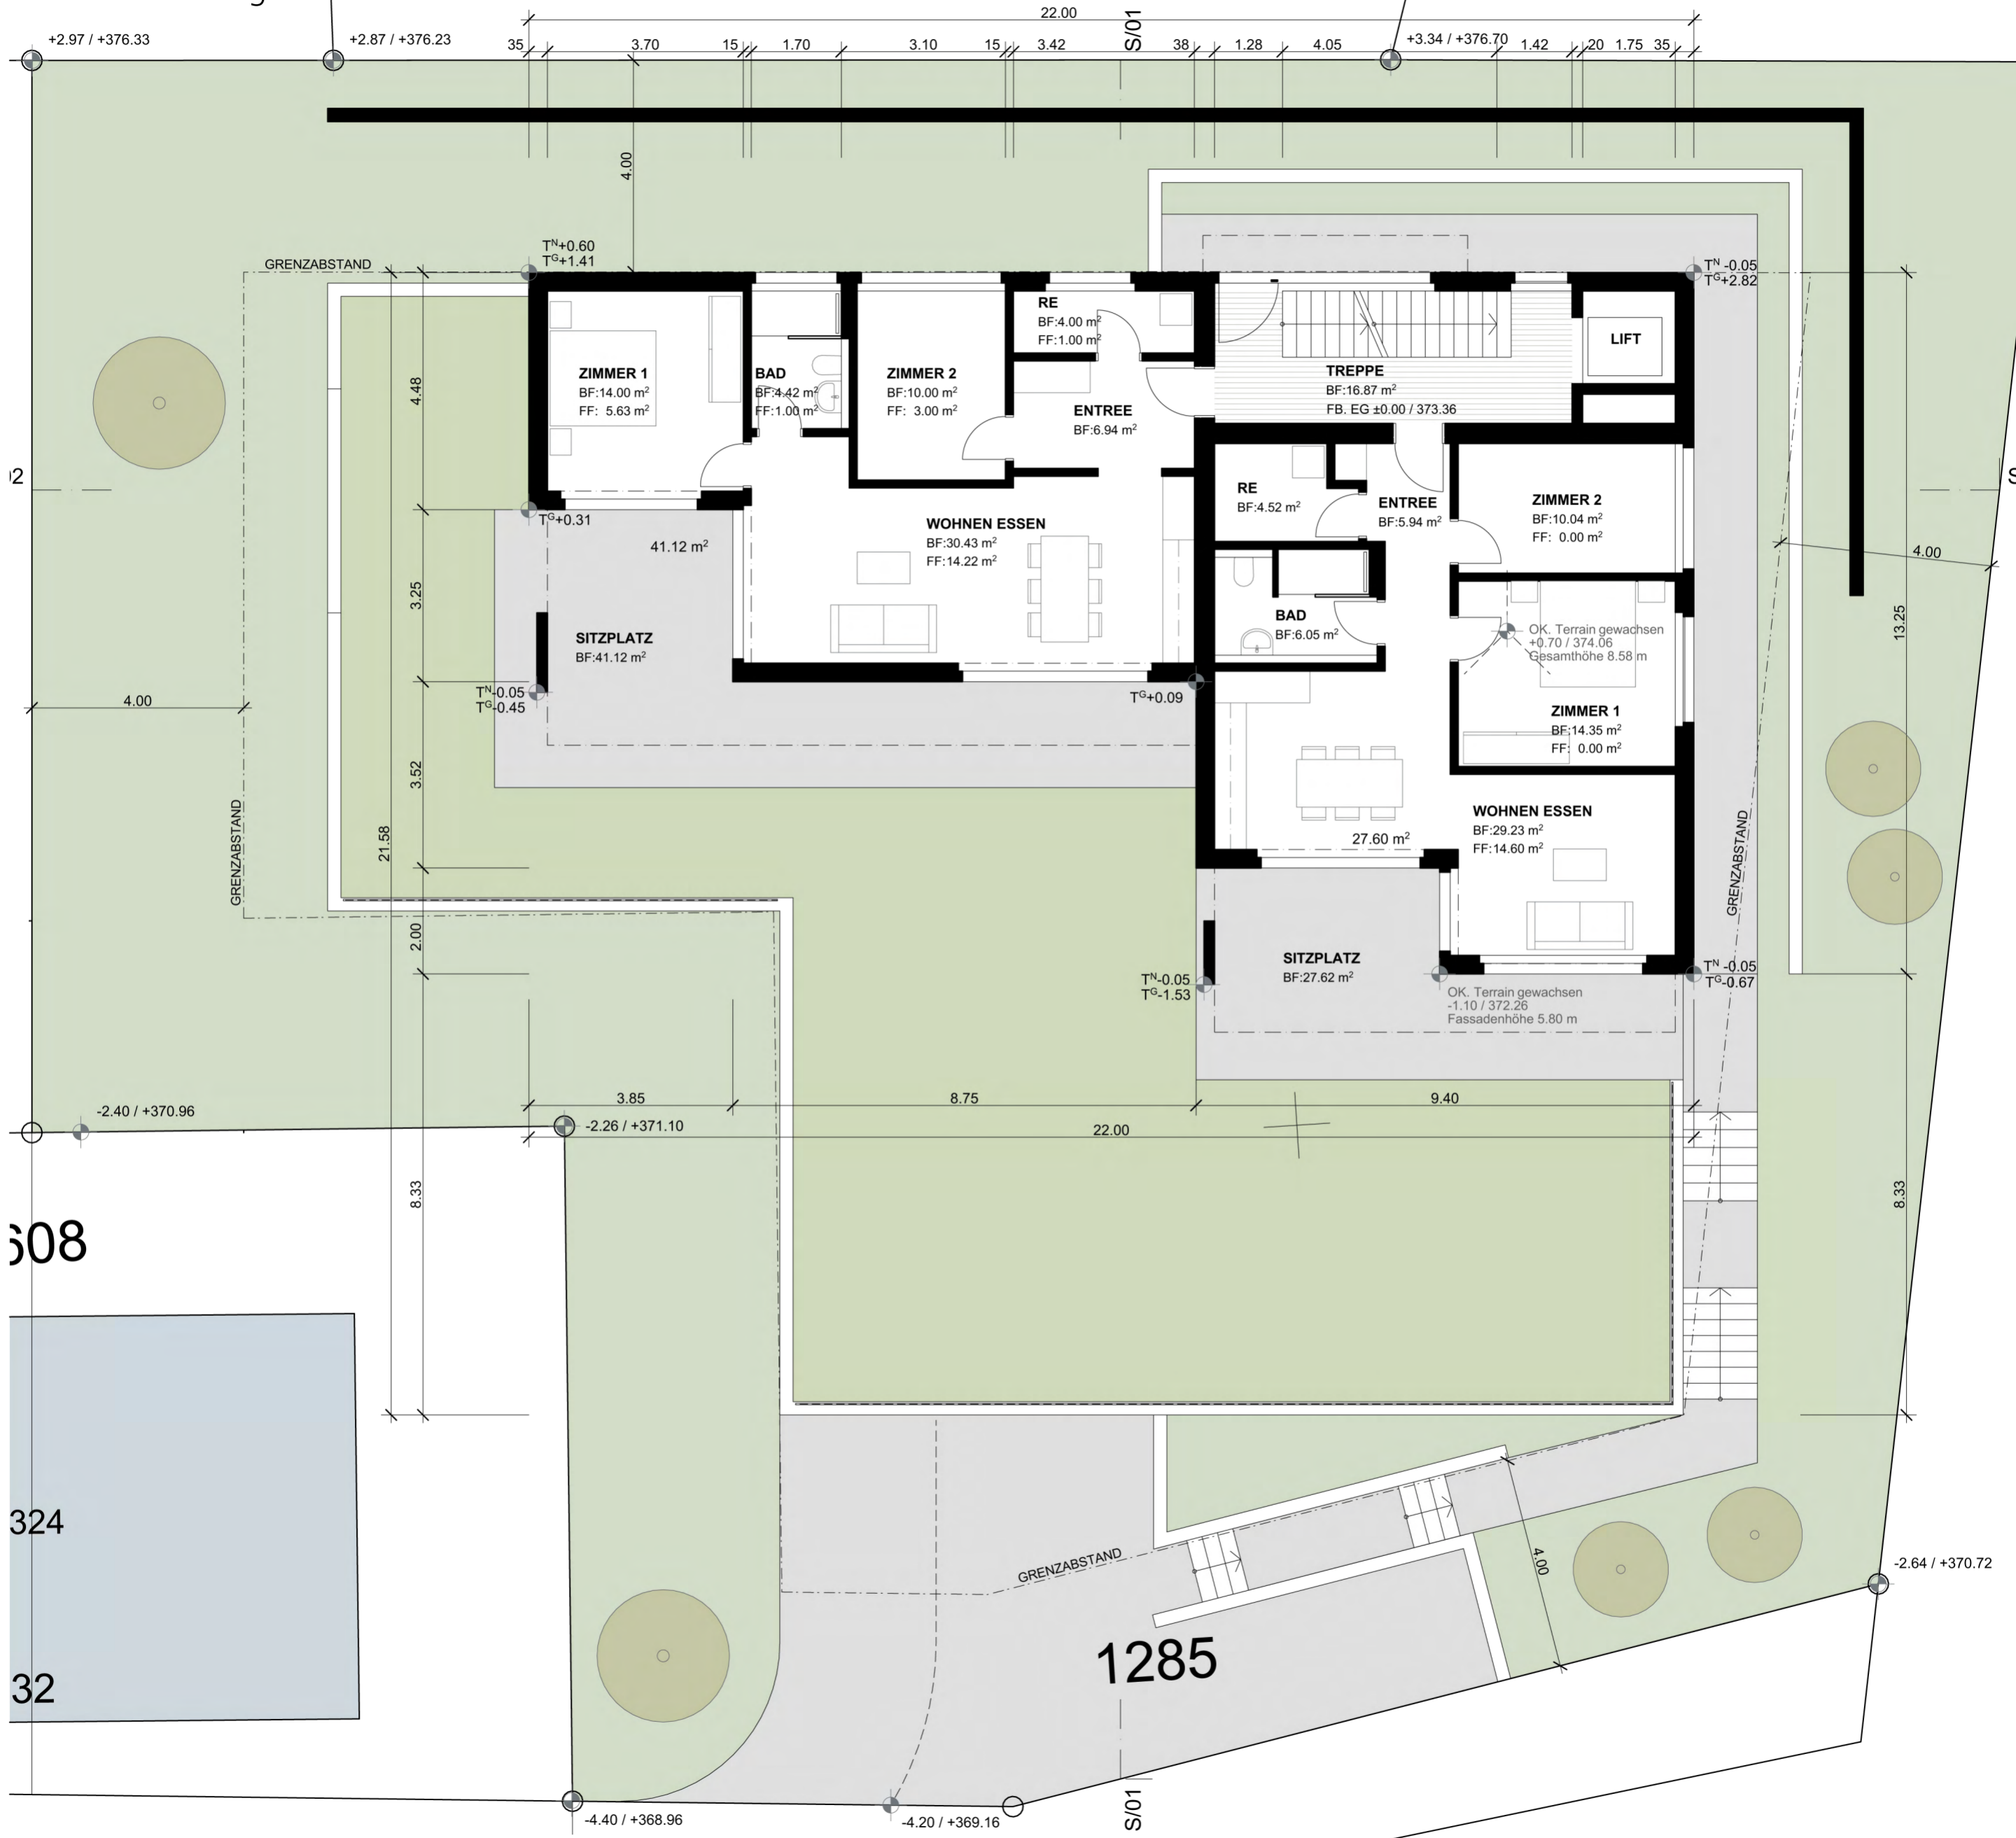 22.00
S/01
+2.97 / +376.33
+2.87 / +376.23
35
3.70
15
1.70
3.10
15
3.42
38
1.28
4.05
+3.34 / +376.70
1.42
20
1.75
35
4.00
GRENZABSTAND
Tᴺ+0.60
Tᴳ+1.41
Tᴺ -0.05
Tᴳ+2.82
RE
BF:4.00 m²
FF:1.00 m²
LIFT
ZIMMER 1
BF:14.00 m²
FF: 5.63 m²
BAD
BF:4.42 m²
FF:1.00 m²
ZIMMER 2
BF:10.00 m²
FF: 3.00 m²
TREPPE
BF:16.87 m²
FB. EG ±0.00 / 373.36
ENTREE
BF:6.94 m²
4.48
Tᴳ+0.31
41.12 m²
WOHNEN ESSEN
BF:30.43 m²
FF:14.22 m²
RE
BF:4.52 m²
ENTREE
BF:5.94 m²
ZIMMER 2
BF:10.04 m²
FF: 0.00 m²
4.00
3.25
SITZPLATZ
BF:41.12 m²
BAD
BF:6.05 m²
OK. Terrain gewachsen
+0.70 / 374.06
Gesamthöhe 8.58 m
13.25
Tᴺ-0.05
Tᴳ-0.45
4.00
Tᴳ+0.09
ZIMMER 1
BF:14.35 m²
FF: 0.00 m²
3.52
21.58
GRENZABSTAND
27.60 m²
WOHNEN ESSEN
BF:29.23 m²
FF:14.60 m²
GRENZABSTAND
2.00
SITZPLATZ
BF:27.62 m²
Tᴺ-0.05
Tᴳ-1.53
Tᴺ -0.05
Tᴳ-0.67
OK. Terrain gewachsen
-1.10 / 372.26
Fassadenhöhe 5.80 m
3.85
8.75
9.40
-2.40 / +370.96
-2.26 / +371.10
22.00
8.33
8.33
608
324
GRENZABSTAND
4.00
-2.64 / +370.72
1285
32
S/01
-4.40 / +368.96
-4.20 / +369.16